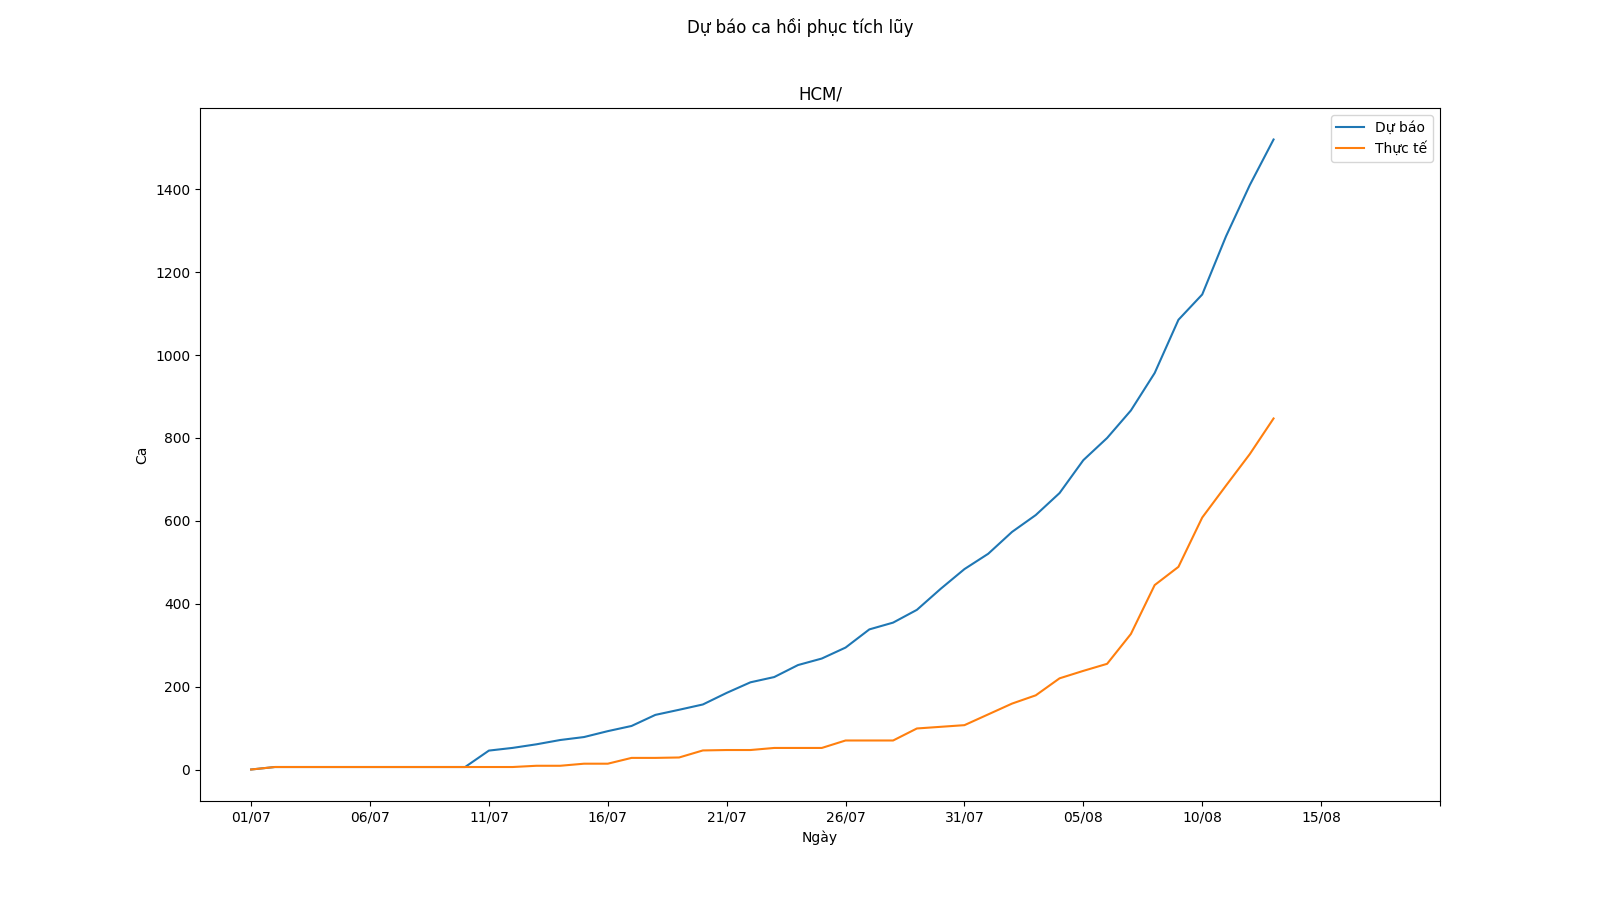 Dự báo ca hồi phục tích lũy
HCM/
Dự báo
Thực tế
1400
1200
1000
800
600
400
200
0
Ca
01/07 06/07 11/07 16/07 21/07 26/07 31/07 05/08 10/08 15/08
Ngày